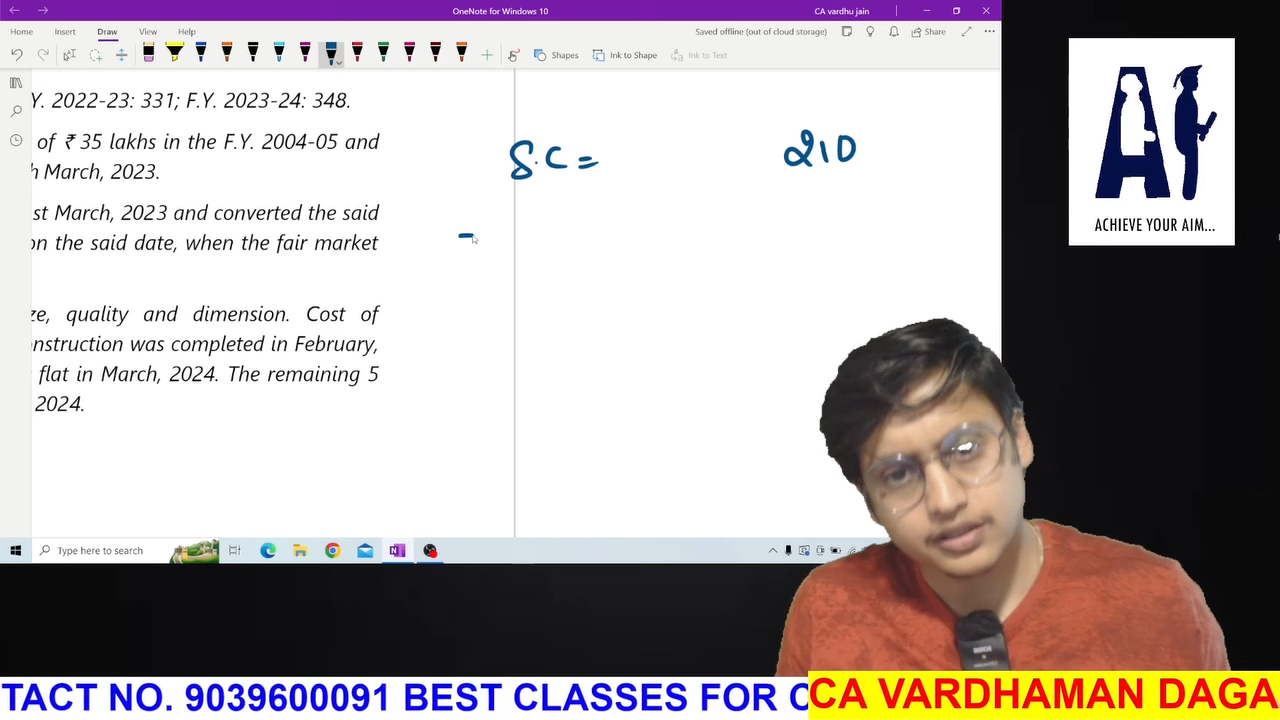 OneNote for Windows 10
CA vardhu jain
Home Insert Draw View Help
Saved offline (out of cloud storage)
Share
Shapes
Ink to Shape
Ink to Text
Y. 2022-23: 331; F.Y. 2023-24: 348.
of ₹ 35 lakhs in the F.Y. 2004-05 and
h March, 2023.
st March, 2023 and converted the said
on the said date, when the fair market
ze, quality and dimension. Cost of
nstruction was completed in February,
flat in March, 2024. The remaining 5
2024.
S.C =
210
-
ACHIEVE YOUR AIM...
Type here to search
TACT NO. 9039600091 BEST CLASSES FOR C
CA VARDHAMAN DAGA